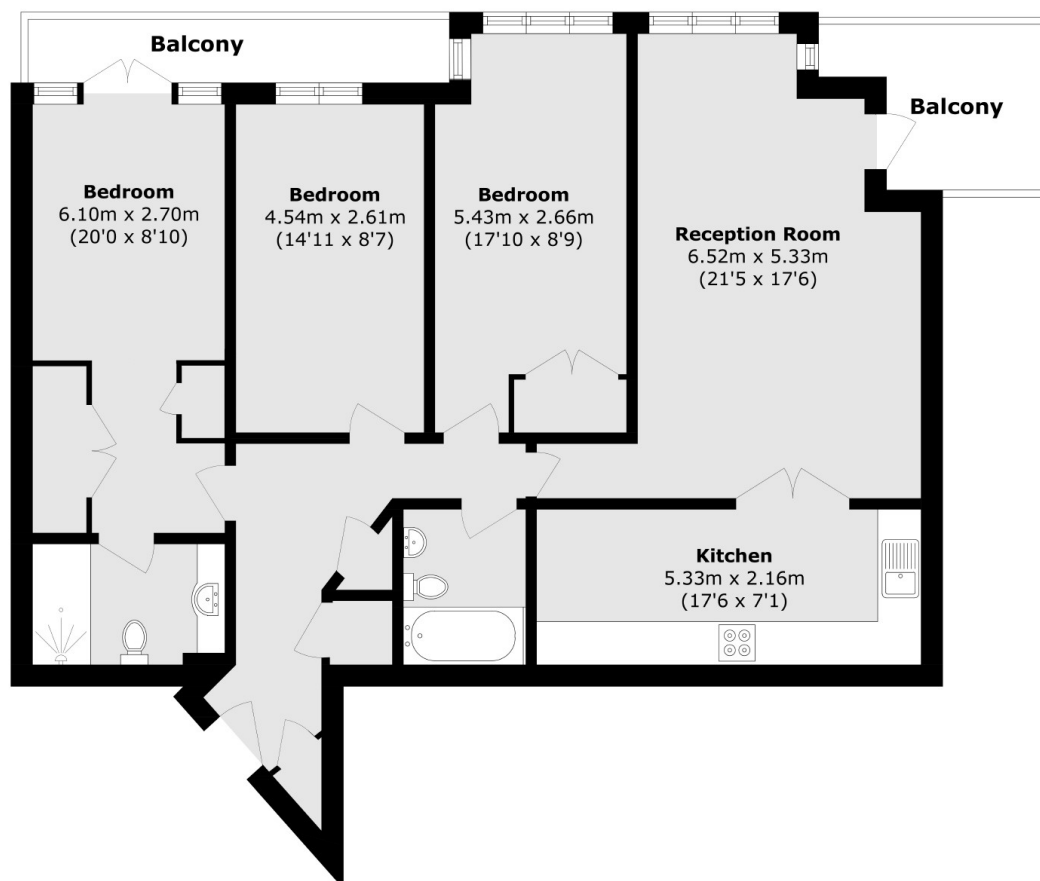 Balcony
Balcony
Bedroom
6.10m x 2.70m
(20'0 x 8'10)
Bedroom
4.54m x 2.61m
(14'11 x 8'7)
Bedroom
5.43m x 2.66m
(17'10 x 8'9)
Reception Room
6.52m x 5.33m
(21'5 x 17'6)
Kitchen
5.33m x 2.16m
(17'6 x 7'1)